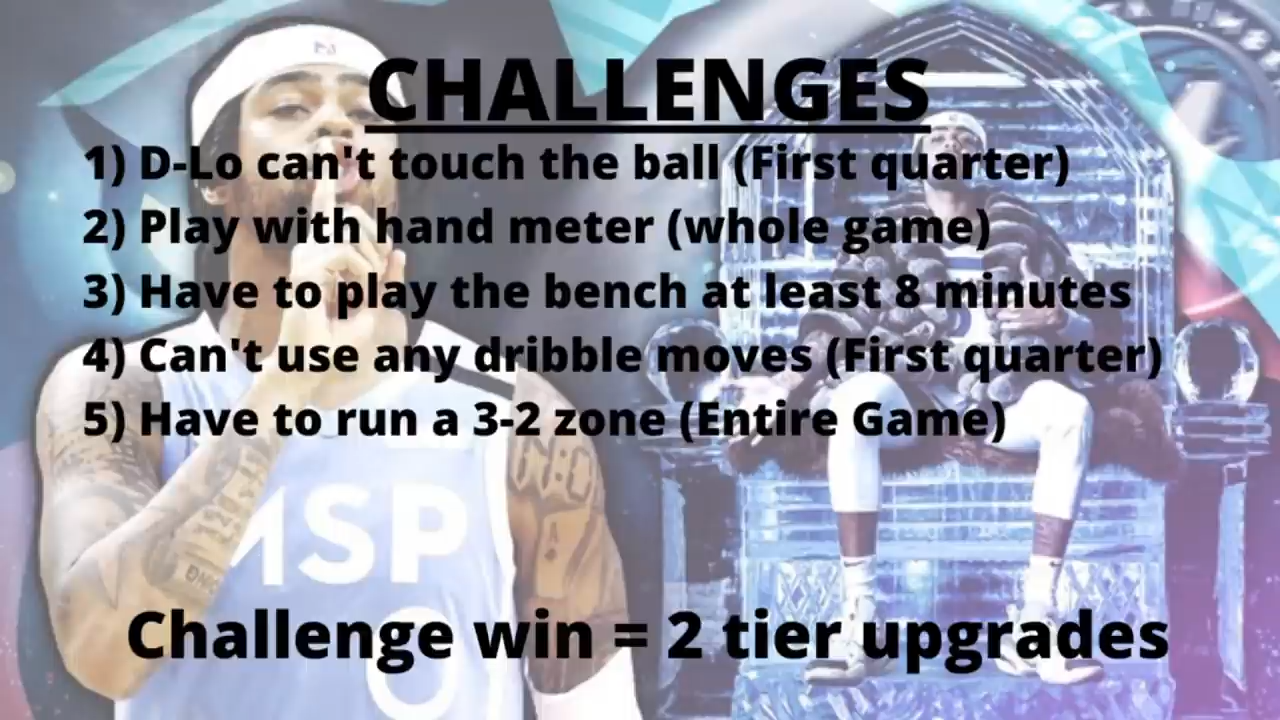 CHALLENGES
1) D-Lo can't touch the ball (First quarter)
2) Play with hand meter (whole game)
3) Have to play the bench at least 8 minutes
4) Can't use any dribble moves (First quarter)
5) Have to run a 3-2 zone (Entire Game)
MSP
0
Challenge win = 2 tier upgrades